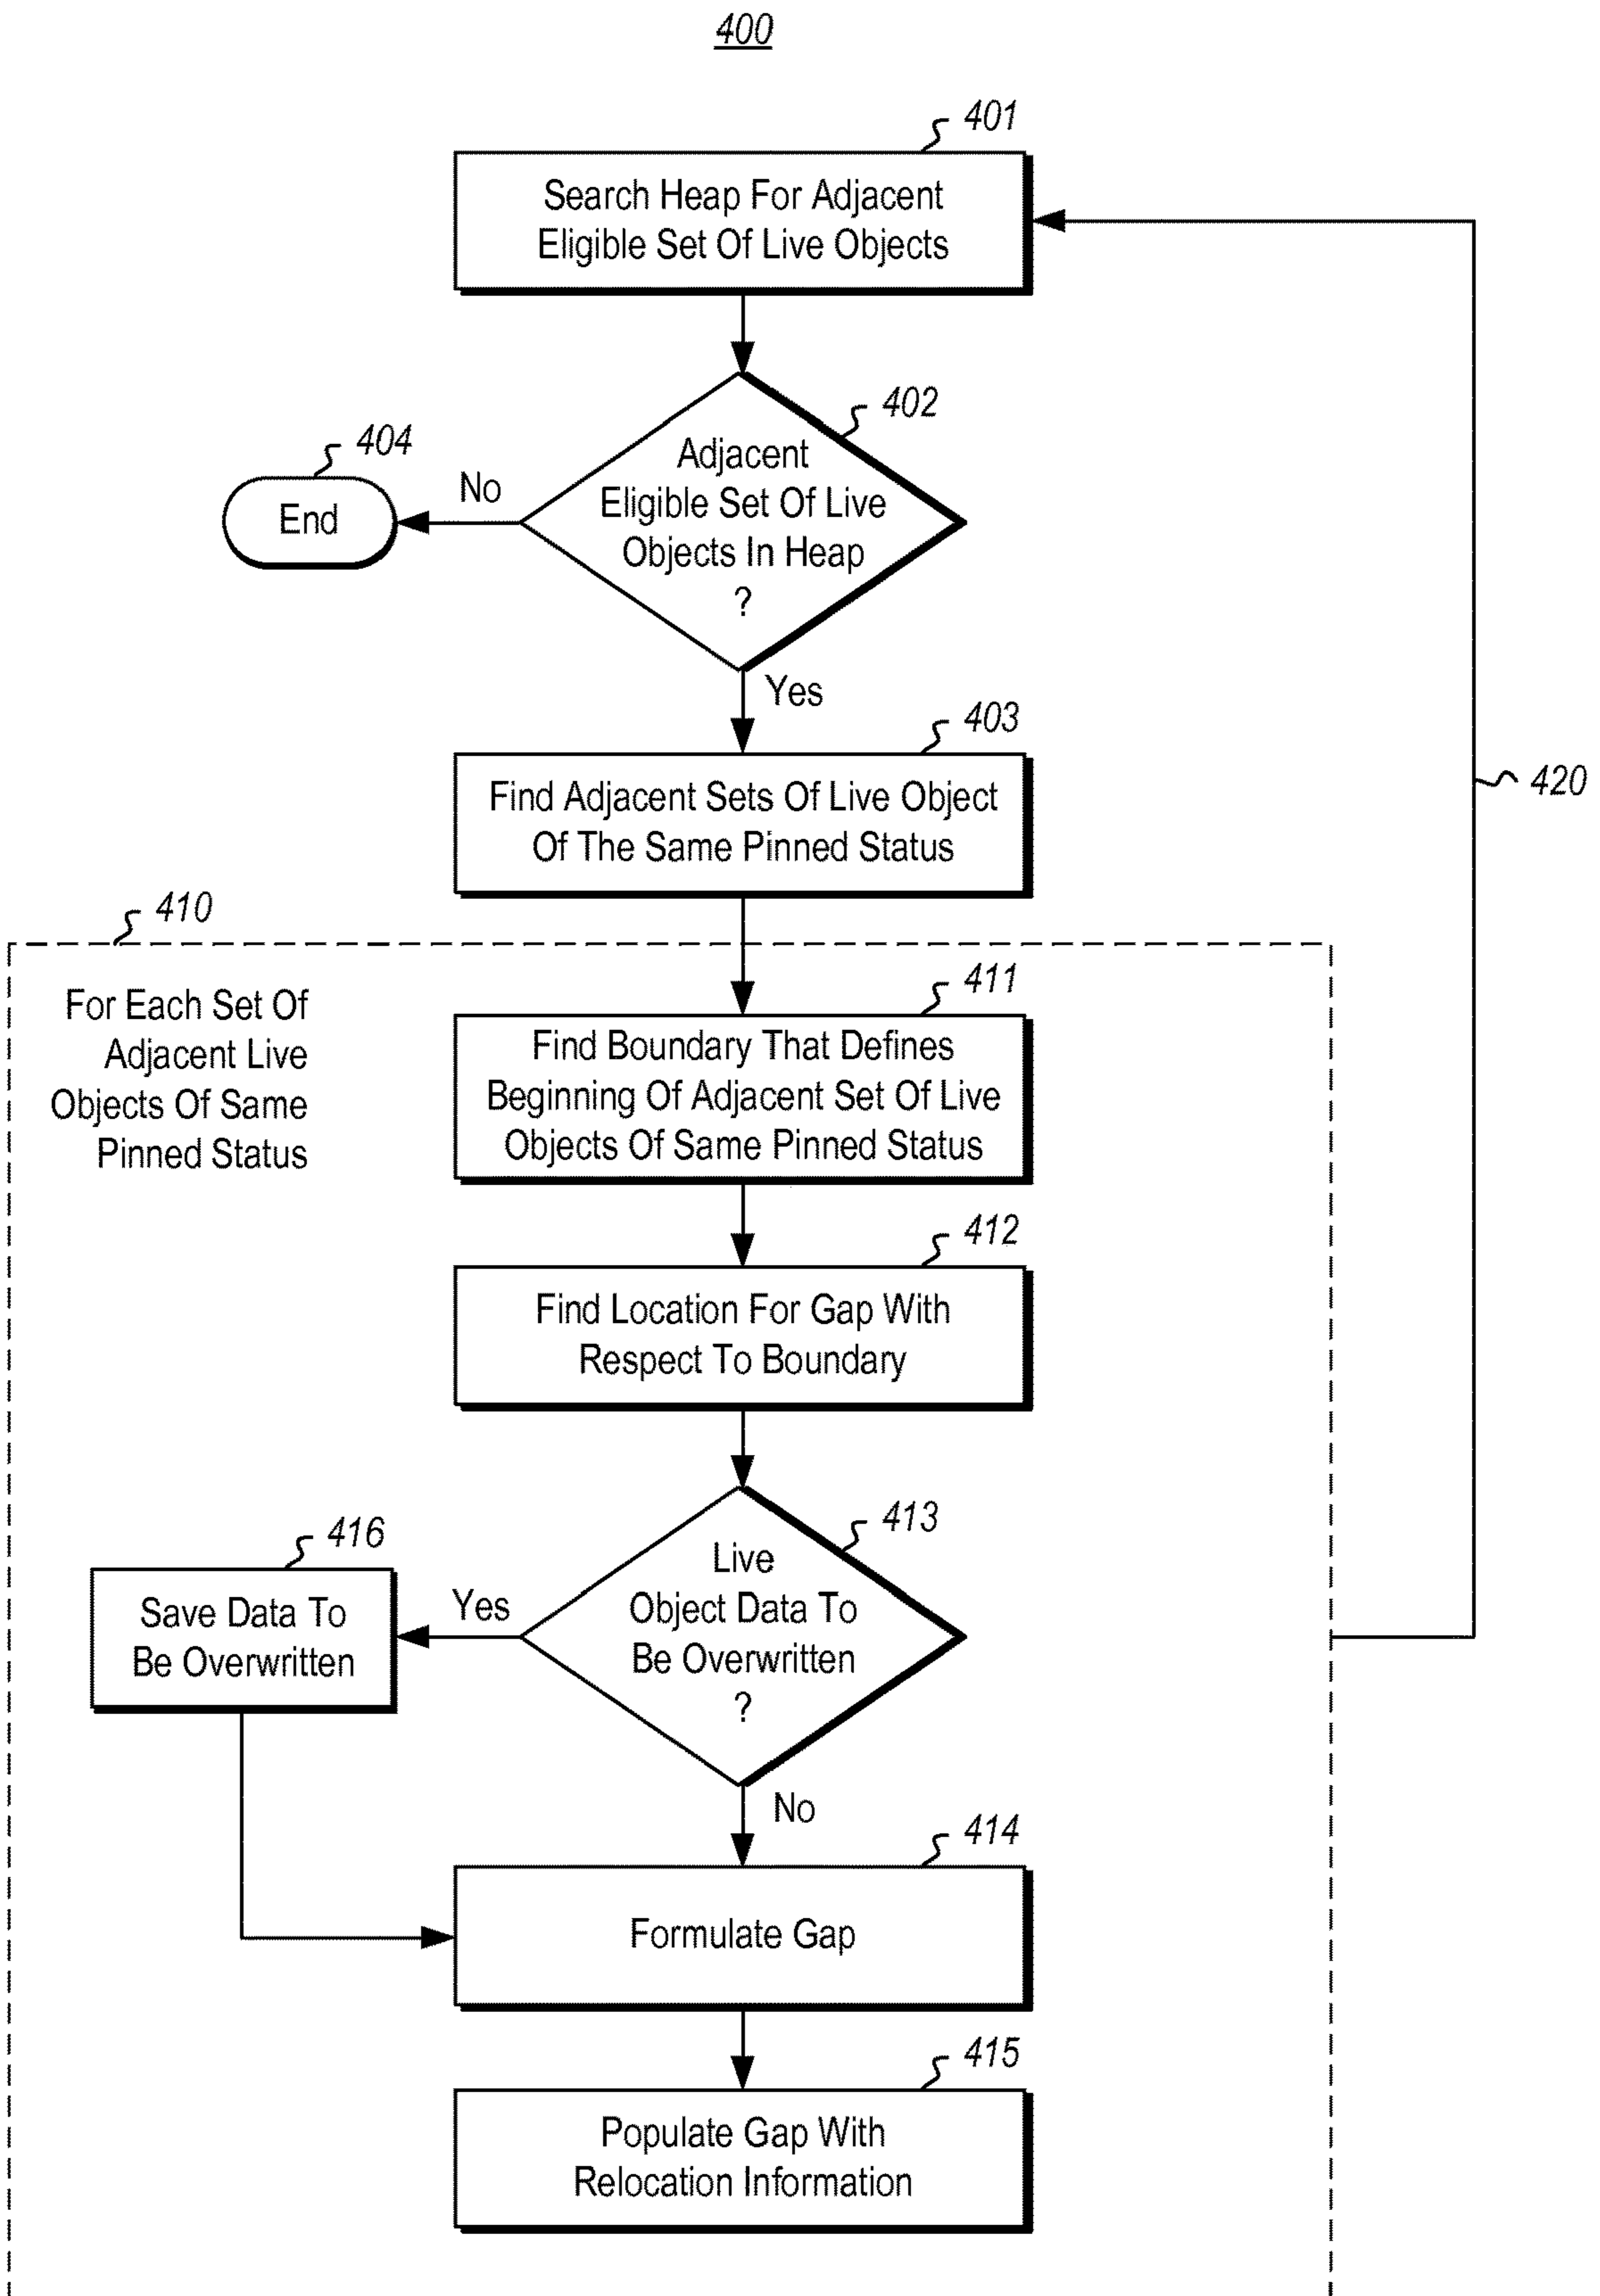 400
401
Search Heap For Adjacent
Eligible Set Of Live Objects
402
Adjacent
Eligible Set Of Live
Objects In Heap
?
404
No
End
Yes
403
Find Adjacent Sets Of Live Object
Of The Same Pinned Status
420
410
For Each Set Of
Adjacent Live
Objects Of Same
Pinned Status
411
Find Boundary That Defines
Beginning Of Adjacent Set Of Live
Objects Of Same Pinned Status
412
Find Location For Gap With
Respect To Boundary
413
Live
Object Data To
Be Overwritten
?
416
Yes
Save Data To
Be Overwritten
No
414
Formulate Gap
415
Populate Gap With
Relocation Information